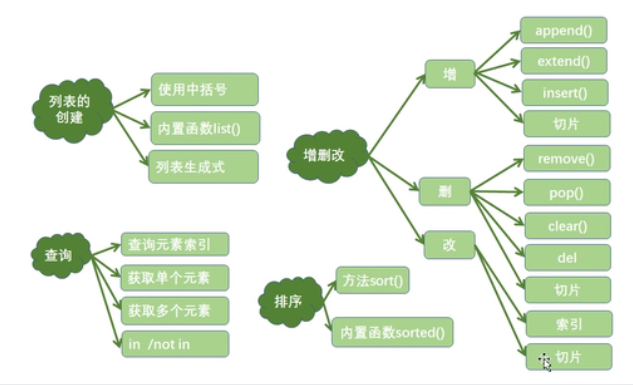 列表的
创建
使用中括号
内置函数list()
列表生成式
查询
查询元素索引
获取单个元素
获取多个元素
in /not in
增删改
增
append()
extend()
insert()
切片
删
remove()
pop()
clear()
del
切片
改
索引
切片
排序
方法sort()
内置函数sorted()